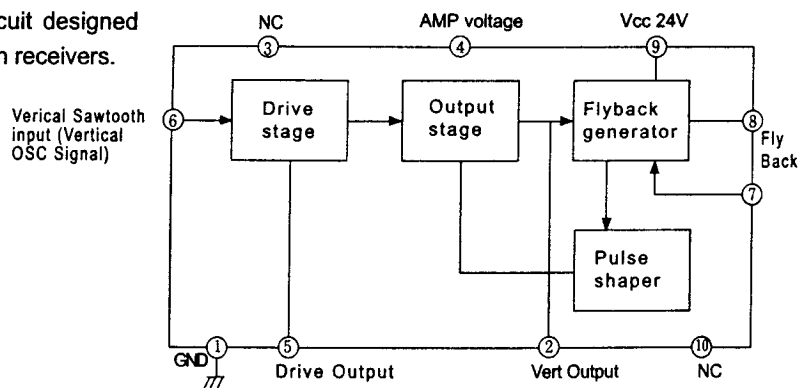 cuit designed
n receivers.
NC
AMP voltage
Vcc 24V
3
4
9
Verical Sawtooth
input (Vertical
OSC Signal)
6
Drive
stage
Output
stage
Flyback
generator
8
Fly
Back
7
Pulse
shaper
GND
1
5
2
10
Drive Output
Vert Output
NC